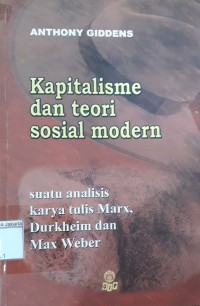 ANTHONY GIDDENS
Kapitalisme
dan teori
sosial modern
suatu analisis
karya tulis Marx,
Durkheim dan
Max Weber